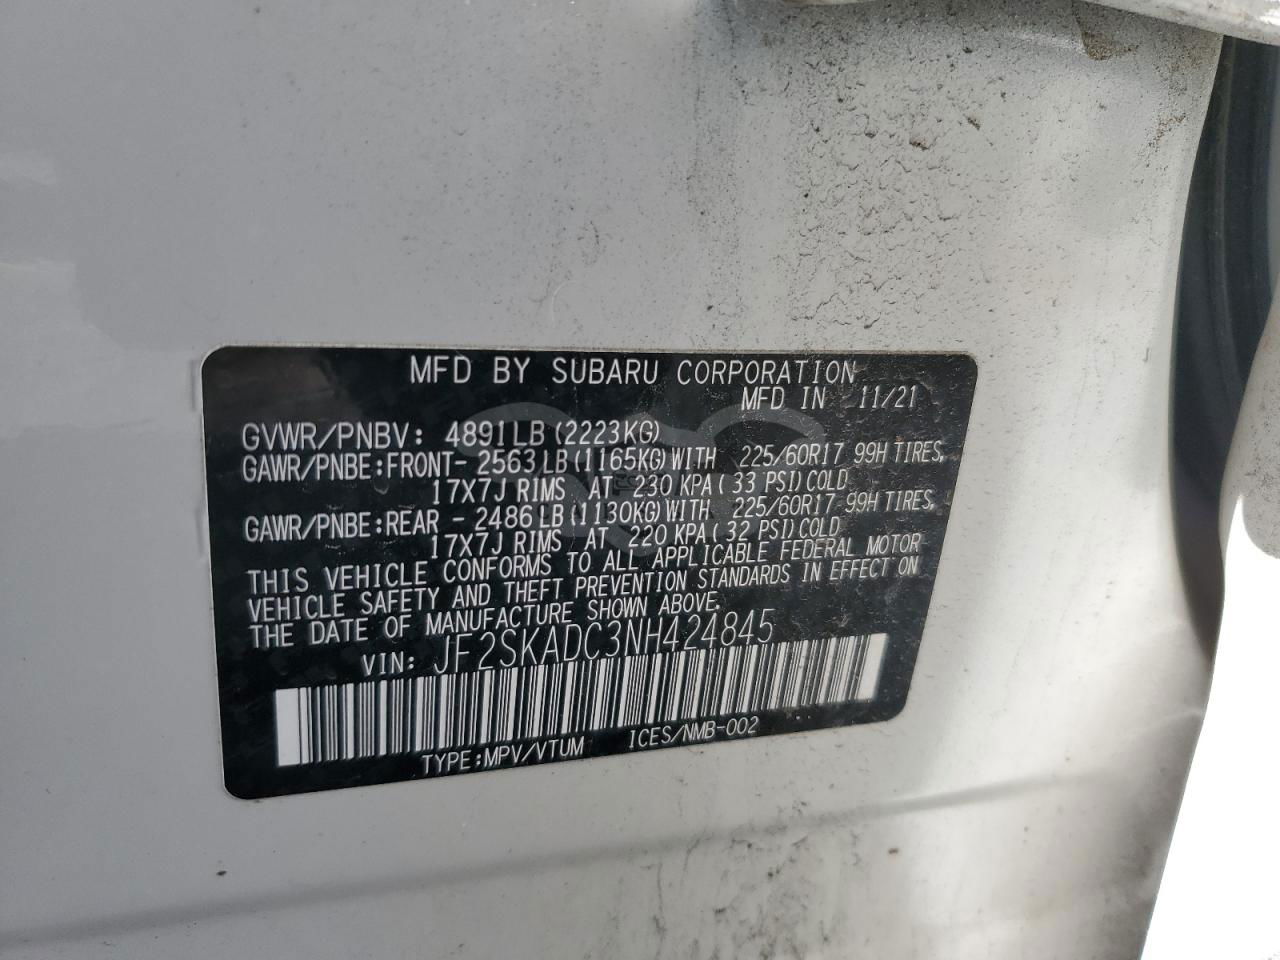 MFD BY SUBARU CORPORATION
MFD IN 11/21
GVWR/PNBV: 4891LB(2223KG)
GAWR/PNBE:FRONT- 2563LB(1165KG)WITH 225/60R17 99H TIRES,
17X7J RIMS AT 230 KPA(33 PSI)COLD
GAWR/PNBE:REAR - 2486LB(1130KG)WITH 225/60R17 99H TIRES,
17X7J RIMS AT 220 KPA(32 PSI)COLD
THIS VEHICLE CONFORMS TO ALL APPLICABLE FEDERAL MOTOR
VEHICLE SAFETY AND THEFT PREVENTION STANDARDS IN EFFECT ON
THE DATE OF MANUFACTURE SHOWN ABOVE.
VIN: JF2SKADC3NH424845
TYPE:MPV/VTUM ICES/NMB-002